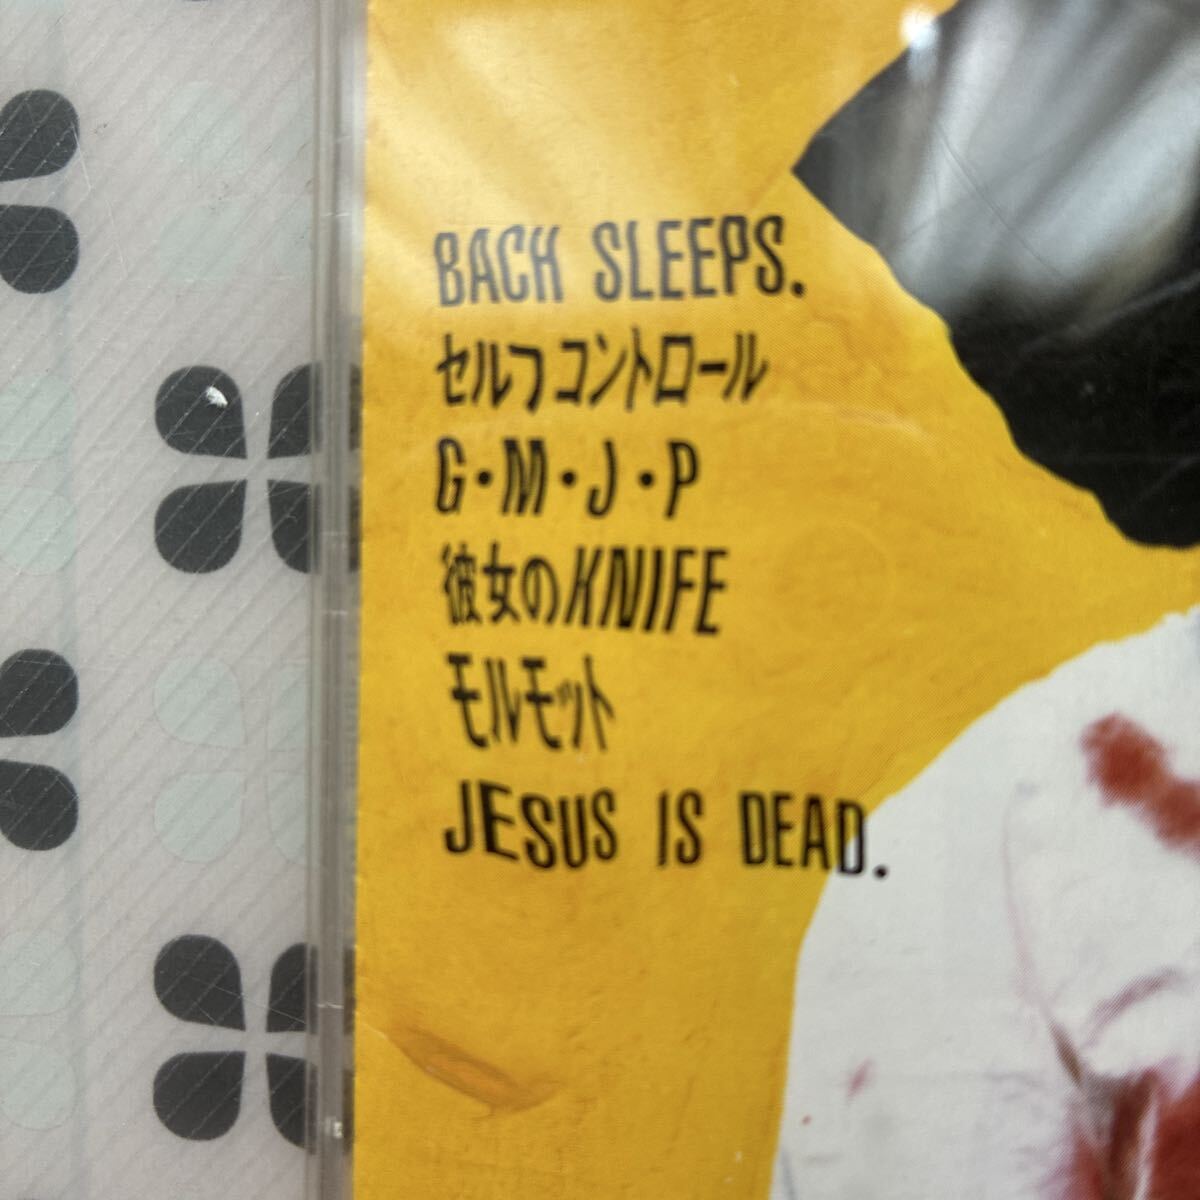 BACH SLEEPS.
セルフコントロール
G・M・J・P
彼女のKNIFE
モルモット
JESUS IS DEAD.